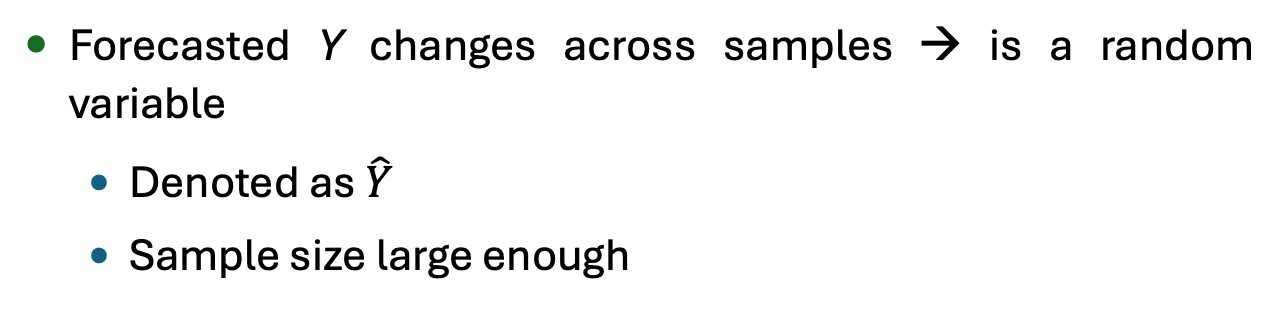 • Forecasted Y changes across samples → is a random
variable
• Denoted as Ŷ
• Sample size large enough